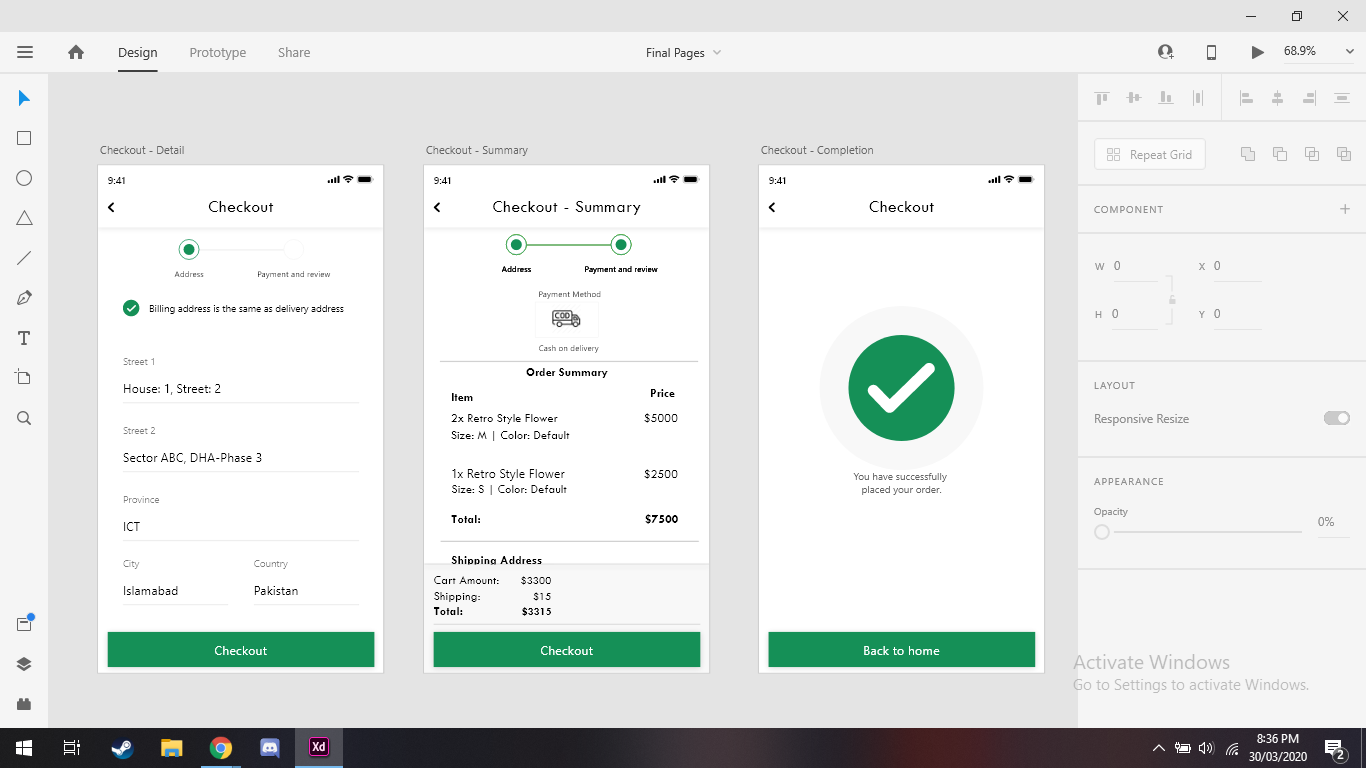 Design Prototype Share
Final Pages
68.9%
Checkout - Detail
9:41
Checkout
Address Payment and review
Billing address is the same as delivery address
Street 1
House: 1, Street: 2
Street 2
Sector ABC, DHA-Phase 3
Province
ICT
City Country
Islamabad Pakistan
Checkout
Checkout - Summary
9:41
Checkout - Summary
Address Payment and review
Payment Method
COD
Cash on delivery
Order Summary
Item Price
2x Retro Style Flower $5000
Size: M | Color: Default
1x Retro Style Flower $2500
Size: S | Color: Default
Total: $7500
Shipping Address
Cart Amount: $3300
Shipping: $15
Total: $3315
Checkout
Checkout - Completion
9:41
Checkout
You have successfully
placed your order.
Back to home
Repeat Grid
COMPONENT
W 0 X 0
H 0 Y 0
LAYOUT
Responsive Resize
APPEARANCE
Opacity
0%
Activate Windows
Go to Settings to activate Windows.
Xd
8:36 PM
30/03/2020
2